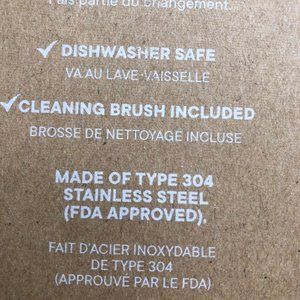 Fais partie du changement.
✓ DISHWASHER SAFE
VA AU LAVE-VAISSELLE
✓ CLEANING BRUSH INCLUDED
BROSSE DE NETTOYAGE INCLUSE
MADE OF TYPE 304
STAINLESS STEEL
(FDA APPROVED),
FAIT D'ACIER INOXYDABLE
DE TYPE 304
(APPROUVÉ PAR LE FDA)